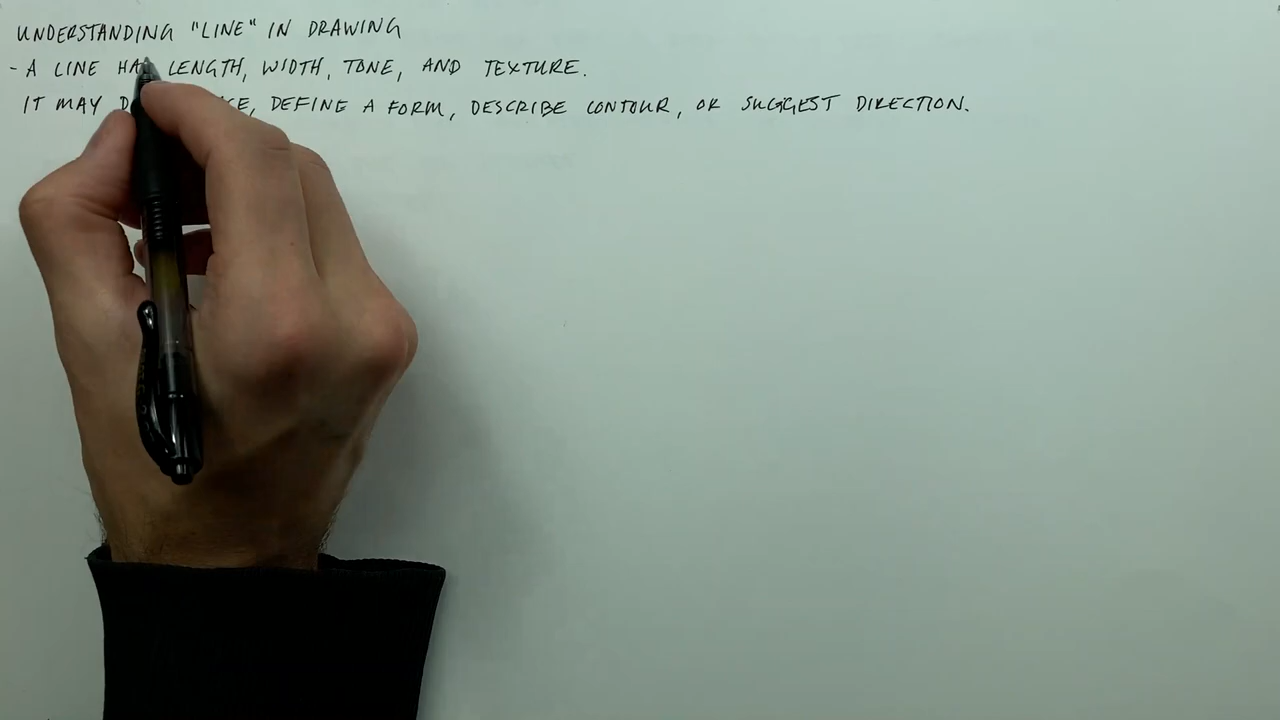 UNDERSTANDING "LINE" IN DRAWING
- A LINE LENGTH, WIDTH, TONE, AND TEXTURE.
IT MAY DEFINE A FORM, DESCRIBE CONTOUR, OR SUGGEST DIRECTION.